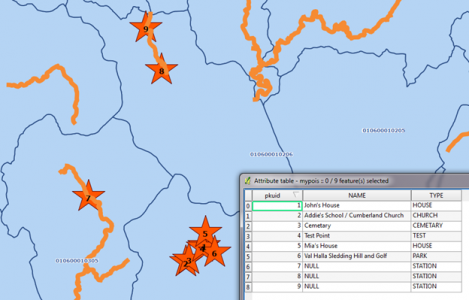 9
8
010600010205
010600010206
7
5
4
6
3
2
010600010305
Attribute table - mypois :: 0 / 9 feature(s) selected
pkuid NAME TYPE
0 1 John's House HOUSE
1 2 Addie's School / Cumberland Church CHURCH
2 3 Cemetary CEMETARY
3 4 Test Point TEST
4 5 Mia's House HOUSE
5 6 Val Halla Sledding Hill and Golf PARK
6 7 NULL STATION
7 8 NULL STATION
8 9 NULL STATION